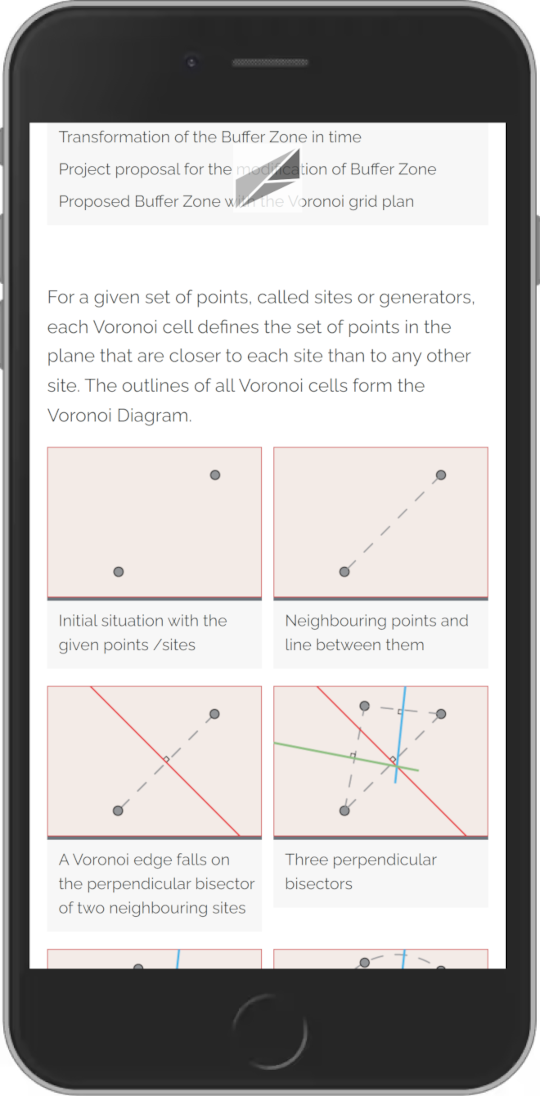 Transformation of the Buffer Zone in time
Project proposal for the modification of Buffer Zone
Proposed Buffer Zone with the Voronoi grid plan
For a given set of points, called sites or generators,
each Voronoi cell defines the set of points in the
plane that are closer to each site than to any other
site. The outlines of all Voronoi cells form the
Voronoi Diagram.
Initial situation with the
given points /sites
Neighbouring points and
line between them
A Voronoi edge falls on
the perpendicular bisector
of two neighbouring sites
Three perpendicular
bisectors